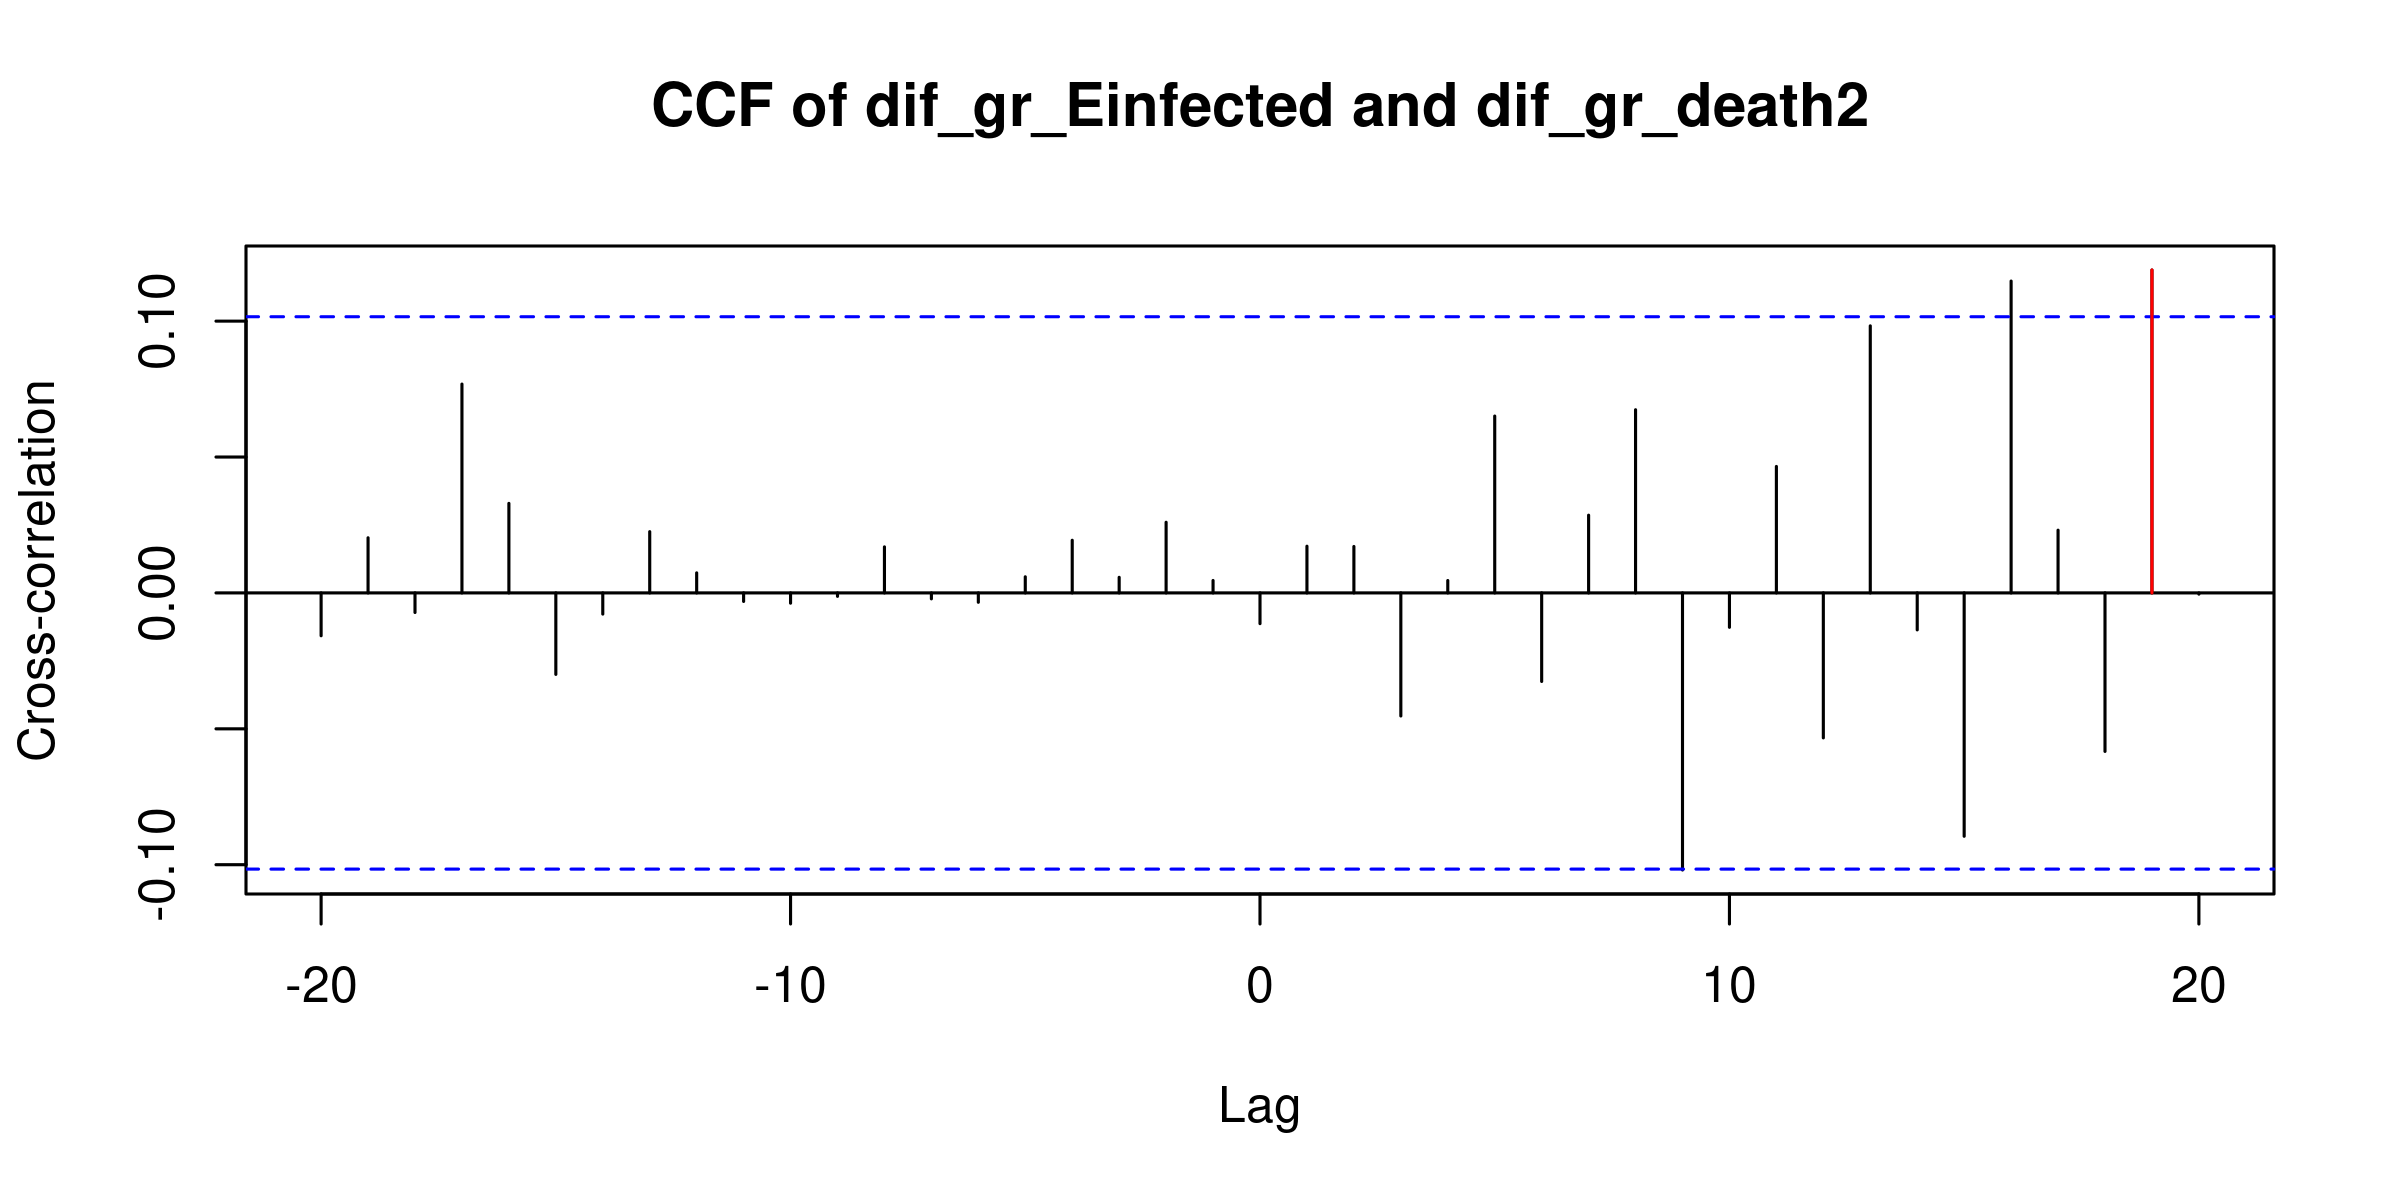 CCF of dif_gr_Einfected and dif_gr_death2
Cross-correlation
0.10
0.00
-0.10
-20 -10 0 10 20
Lag